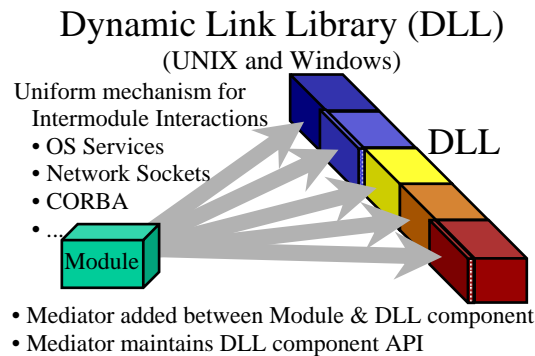 Dynamic Link Library (DLL)
(UNIX and Windows)
Uniform mechanism for
Intermodule Interactions
• OS Services
• Network Sockets
• CORBA
• ...
DLL
Module
• Mediator added between Module & DLL component
• Mediator maintains DLL component API